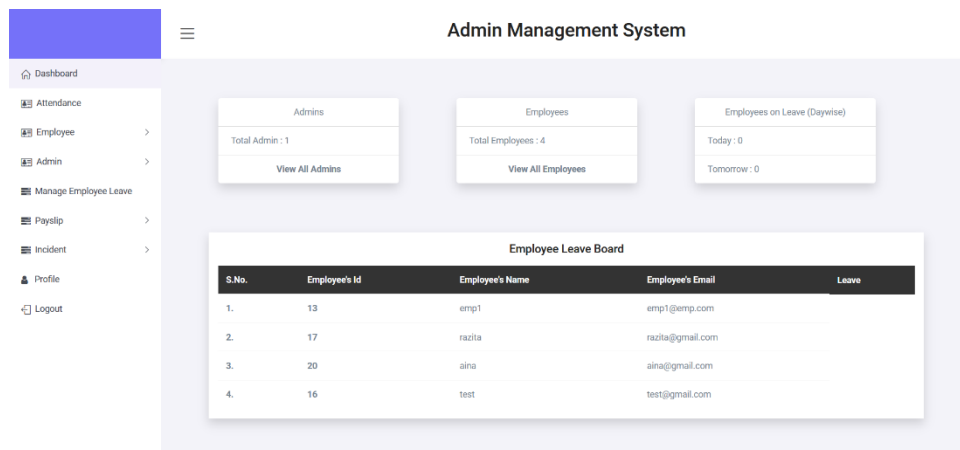 Admin Management System
Dashboard
Attendance
Employee
Admin
Manage Employee Leave
Payslip
Incident
Profile
Logout
Admins
Total Admin : 1
View All Admins
Employees
Total Employees : 4
View All Employees
Employees on Leave (Daywise)
Today : 0
Tomorrow : 0
Employee Leave Board
S.No. Employee's Id Employee's Name Employee's Email Leave
1. 13 emp1 emp1@emp.com
2. 17 razita razita@gmail.com
3. 20 aina aina@gmail.com
4. 16 test test@gmail.com